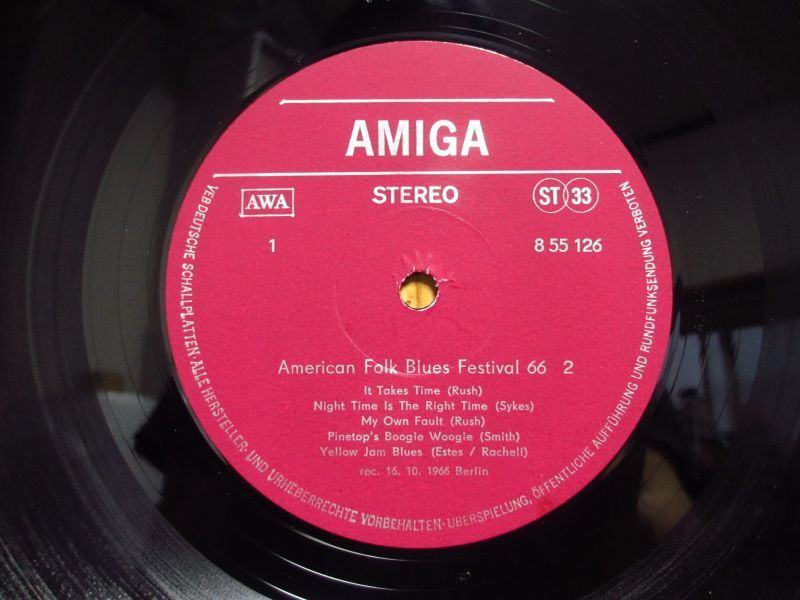 AMIGA
AWA STEREO ST 33
1 8 55 126
American Folk Blues Festival 66 2
It Takes Time (Rush)
Night Time Is The Right Time (Sykes)
My Own Fault (Rush)
Pinetop's Boogie Woogie (Smith)
Yellow Jam Blues (Estes / Rachell)
rec. 16. 10. 1966 Berlin
VEB DEUTSCHE SCHALLPLATTEN · ALLE HERSTELLER- UND URHEBERRECHTE VORBEHALTEN · ÜBERSPIELUNG, ÖFFENTLICHE AUFFÜHRUNG UND RUNDFUNKSENDUNG VERBOTEN